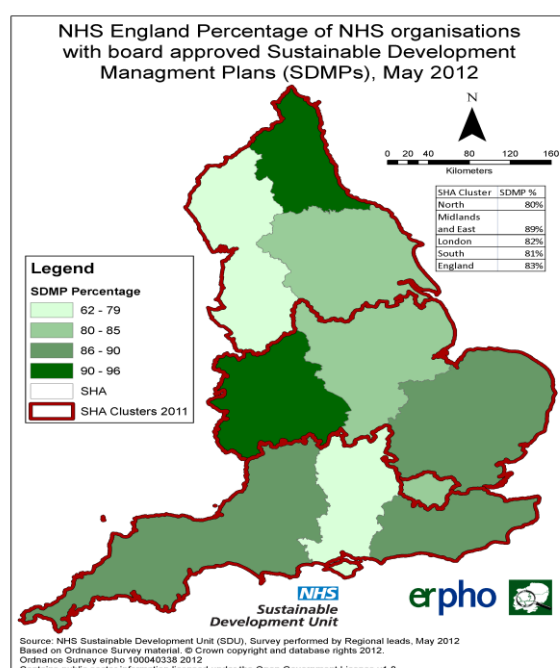 NHS England Percentage of NHS organisations
with board approved Sustainable Development
Managment Plans (SDMPs), May 2012
N
0 20 40 80 120 160
Kilometers
SHA Cluster SDMP %
North 80%
Midlands
and East 89%
London 82%
South 81%
England 83%
Legend
SDMP Percentage
62 - 79
80 - 85
86 - 90
90 - 96
SHA
SHA Clusters 2011
NHS
Sustainable
Development Unit
erpho
Source: NHS Sustainable Development Unit (SDU), Survey performed by Regional leads, May 2012
Based on Ordnance Survey material. © Crown copyright and database rights 2012.
Ordnance Survey erpho 100040338 2012